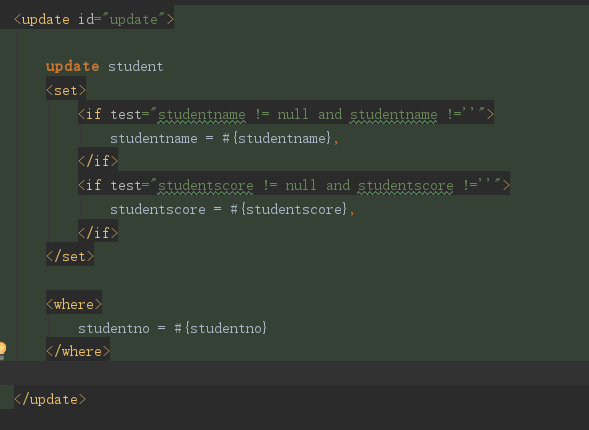 <update id="update">
update student
<set>
<if test="studentname != null and studentname !=''">
studentname = #{studentname},
</if>
<if test="studentscore != null and studentscore !=''">
studentscore = #{studentscore},
</if>
</set>
<where>
studentno = #{studentno}
</where>
</update>